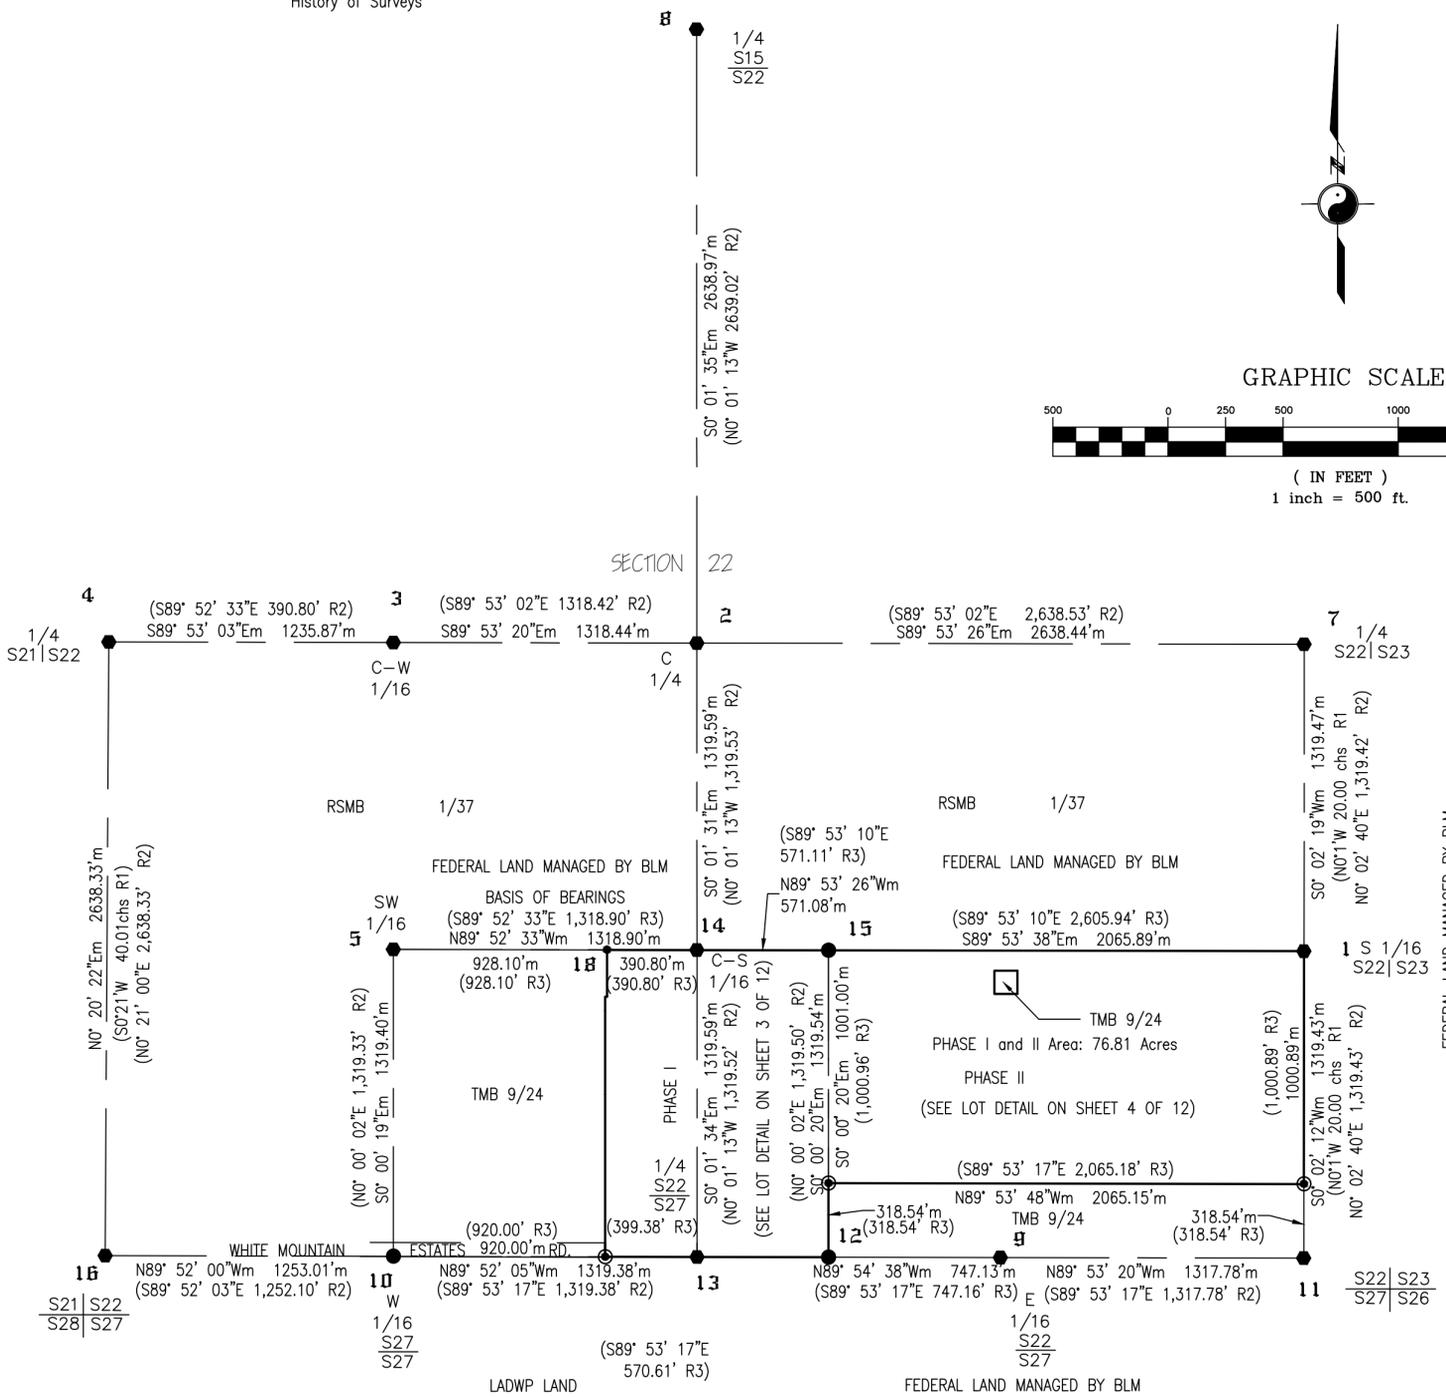 History of Surveys
8
1/4
S15
S22
N
S0° 01' 35"Em 2638.97'm
(N0° 01' 13"W 2639.02' R2)
GRAPHIC SCALE
500 0 250 500 1000
( IN FEET )
1 inch = 500 ft.
SECTION 22
4
(S89° 52' 33"E 390.80' R2)
S89° 53' 03"Em 1235.87'm
1/4
S21|S22
3
(S89° 53' 02"E 1318.42' R2)
S89° 53' 20"Em 1318.44'm
C-W
1/16
2
C
1/4
(S89° 53' 02"E 2,638.53' R2)
S89° 53' 26"Em 2638.44'm
7
1/4
S22|S23
S0° 01' 31"Em 1319.59'm
(N0° 01' 13"W 1,319.53' R2)
S0° 02' 19"Wm 1319.47'm
(N0°1'W 20.00 chs R1
N0° 02' 40"E 1,319.42' R2)
RSMB 1/37
RSMB 1/37
N0° 20' 22"Em 2638.33'm
(S0°21'W 40.01chs R1)
(N0° 21' 00"E 2,638.33' R2)
FEDERAL LAND MANAGED BY BLM
BASIS OF BEARINGS
(S89° 52' 33"E 1,318.90' R3)
N89° 52' 33"Wm 1318.90'm
SW
1/16
5
928.10'm
(928.10' R3)
18
390.80'm
(390.80' R3)
14
C-S
1/16
(S89° 53' 10"E
571.11' R3)
N89° 53' 26"Wm
571.08'm
15
FEDERAL LAND MANAGED BY BLM
(S89° 53' 10"E 2,605.94' R3)
S89° 53' 38"Em 2065.89'm
1
S 1/16
S22|S23
(N0° 00' 02"E 1,319.33' R2)
S0° 00' 19"Em 1319.40'm
TMB 9/24
PHASE I
S0° 01' 34"Em 1319.59'm
(N0° 01' 13"W 1,319.52' R2)
(SEE LOT DETAIL ON SHEET 3 OF 12)
(N0° 00' 02"E 1,319.50' R2)
S0° 00' 20"Em 1319.54'm
S0° 00' 20"Em 1001.00'm
(1,000.96' R3)
TMB 9/24
PHASE I and II Area: 76.81 Acres
PHASE II
(SEE LOT DETAIL ON SHEET 4 OF 12)
(1,000.89' R3)
1000.89'm
S0° 02' 12"Wm 1319.43'm
(N0°1'W 20.00 chs R1
N0° 02' 40"E 1,319.43' R2)
(S89° 53' 17"E 2,065.18' R3)
N89° 53' 48"Wm 2065.15'm
TMB 9/24
318.54'm
(318.54' R3)
318.54'm
(318.54' R3)
1/4
S22
S27
(920.00' R3)
(399.38' R3)
WHITE MOUNTAIN ESTATES 920.00'm RD.
16
N89° 52' 00"Wm 1253.01'm
(S89° 52' 03"E 1,252.10' R2)
S21|S22
S28|S27
10
N89° 52' 05"Wm 1319.38'm
(S89° 53' 17"E 1,319.38' R2)
W
1/16
S27
S27
13
12
N89° 54' 38"Wm 747.13'm
(S89° 53' 17"E 747.16' R3)
9
E
1/16
S22
S27
N89° 53' 20"Wm 1317.78'm
(S89° 53' 17"E 1,317.78' R2)
11
S22|S23
S27|S26
(S89° 53' 17"E
570.61' R3)
LADWP LAND
FEDERAL LAND MANAGED BY BLM